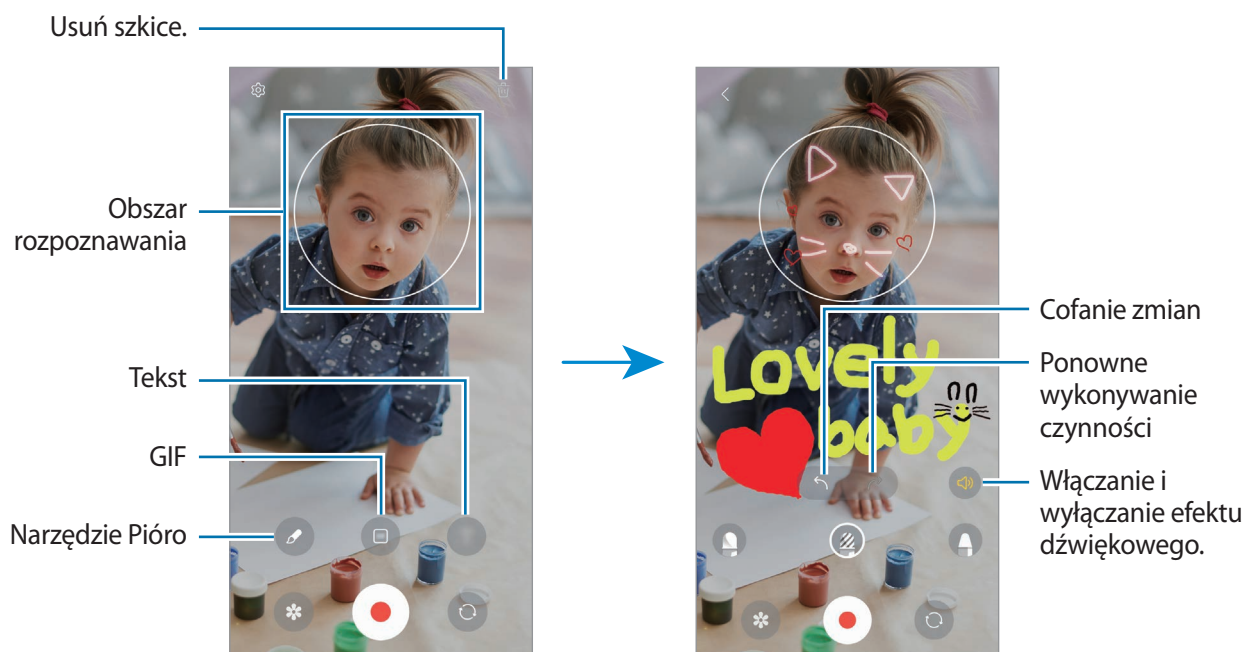 Usuń szkice.
Obszar
rozpoznawania
Tekst
GIF
Narzędzie Pióro
Lovely
baby
Cofanie zmian
Ponowne
wykonywanie
czynności
Włączanie i
wyłączanie efektu
dźwiękowego.